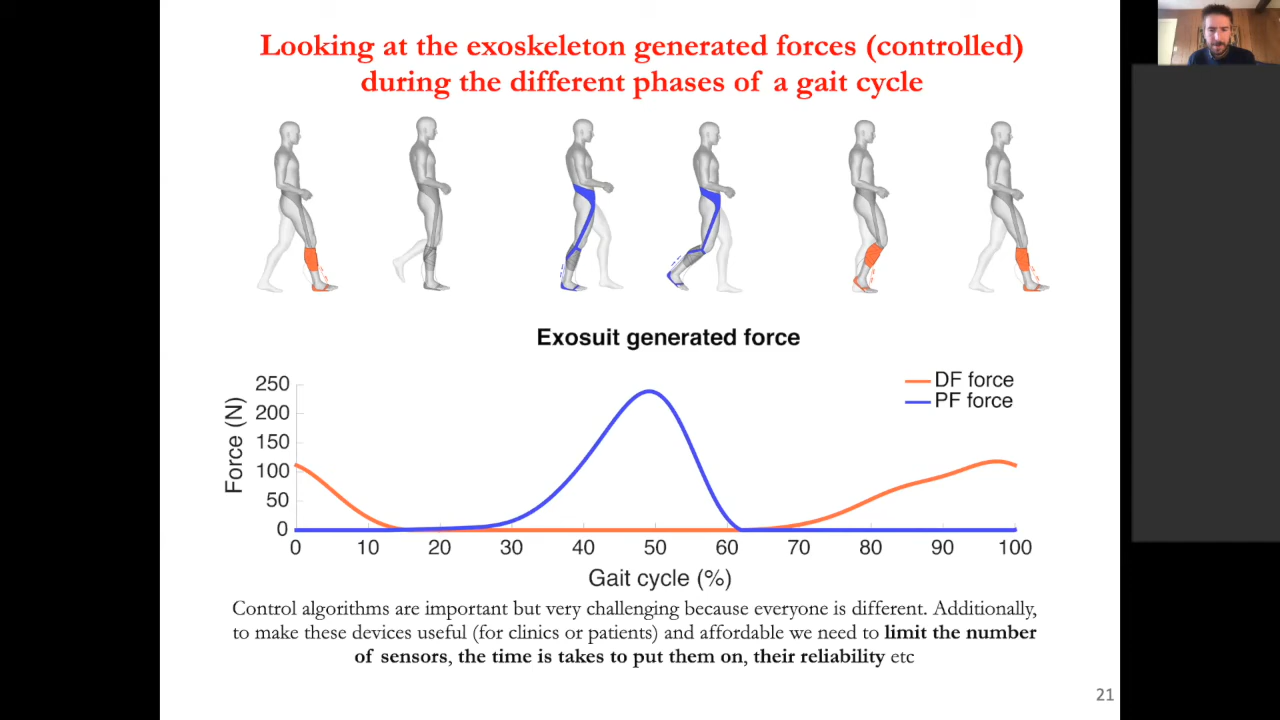 Looking at the exoskeleton generated forces (controlled)
during the different phases of a gait cycle
Exosuit generated force
DF force
PF force
Force (N)
250
200
150
100
50
0
0 10 20 30 40 50 60 70 80 90 100
Gait cycle (%)
Control algorithms are important but very challenging because everyone is different. Additionally,
to make these devices useful (for clinics or patients) and affordable we need to limit the number
of sensors, the time is takes to put them on, their reliability etc
21